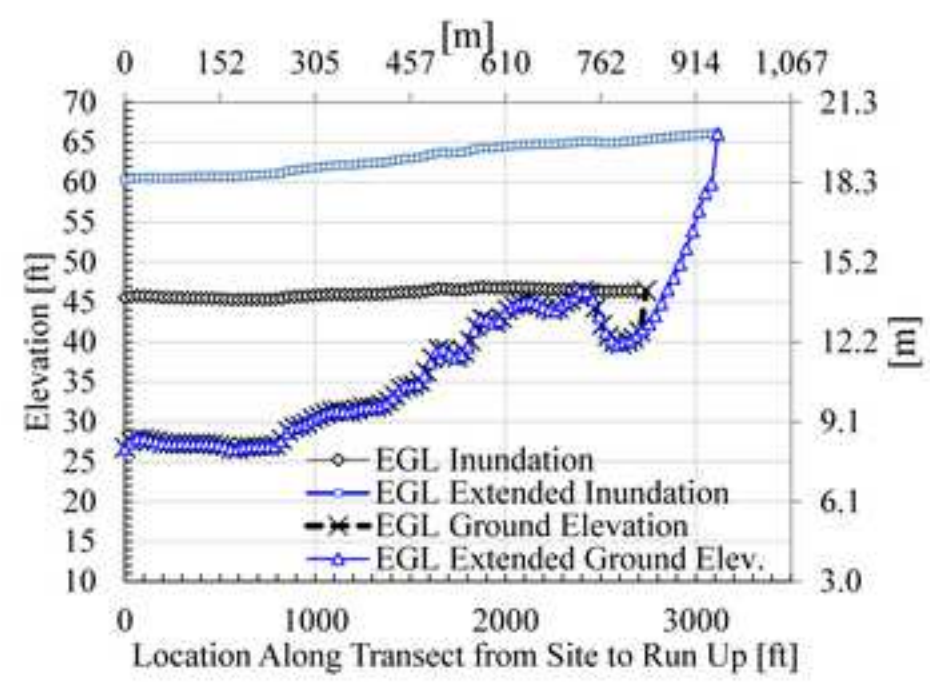 [m]
0 152 305 457 610 762 914 1,067
70 21.3
65
60 18.3
55
50 15.2
45
40 12.2
35
30 9.1
25
20 6.1
15
10 3.0
Elevation [ft]
[m]
EGL Inundation
EGL Extended Inundation
EGL Ground Elevation
EGL Extended Ground Elev.
0 1000 2000 3000
Location Along Transect from Site to Run Up [ft]